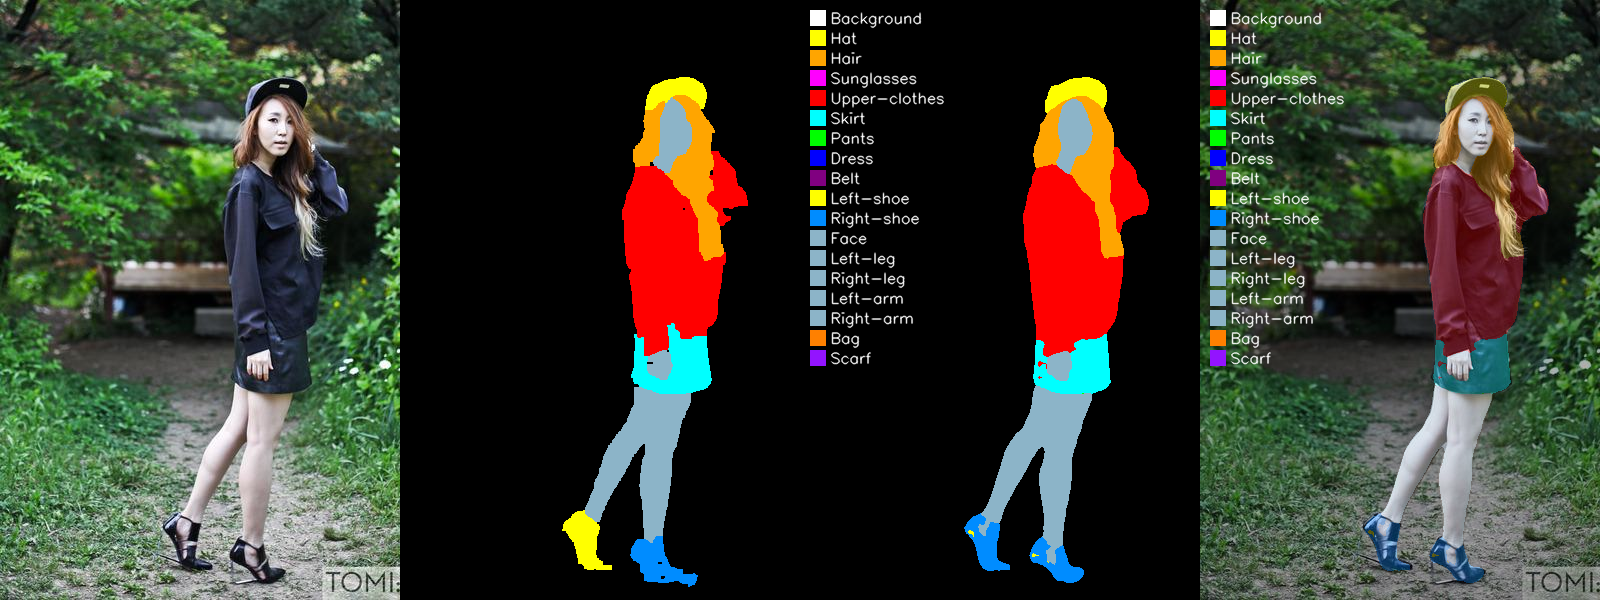 TOMI:
Background
Hat
Hair
Sunglasses
Upper-clothes
Skirt
Pants
Dress
Belt
Left-shoe
Right-shoe
Face
Left-leg
Right-leg
Left-arm
Right-arm
Bag
Scarf
Background
Hat
Hair
Sunglasses
Upper-clothes
Skirt
Pants
Dress
Belt
Left-shoe
Right-shoe
Face
Left-leg
Right-leg
Left-arm
Right-arm
Bag
Scarf
TOMI: